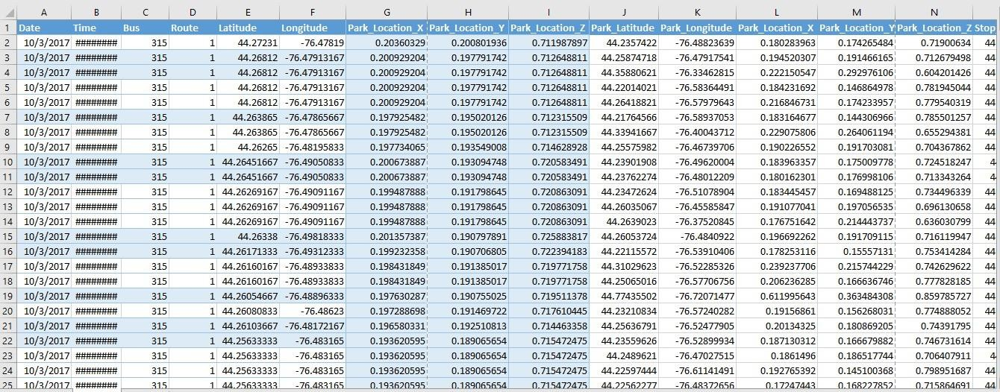 A B C D E F G H I J K L M N
1 Date Time Bus Route Latitude Longitude Park_Location_X Park_Location_Y Park_Location_Z Park_Latitude Park_Longitude Park_Location_X Park_Location_Y Park_Location_Z Stop
2 10/3/2017 ######## 315 1 44.27231 -76.47819 0.20360329 0.200801936 0.711987897 44.2357422 -76.48823639 0.180283963 0.174265484 0.71900634 44
3 10/3/2017 ######## 315 1 44.26812 -76.47913167 0.200929204 0.197791742 0.712648811 44.25874718 -76.47917541 0.194520307 0.191466165 0.712679498 44
4 10/3/2017 ######## 315 1 44.26812 -76.47913167 0.200929204 0.197791742 0.712648811 44.35880621 -76.33462815 0.222150547 0.292976106 0.604201426 44
5 10/3/2017 ######## 315 1 44.26812 -76.47913167 0.200929204 0.197791742 0.712648811 44.22014021 -76.58364491 0.184231692 0.146864978 0.781945044 44
6 10/3/2017 ######## 315 1 44.26812 -76.47913167 0.200929204 0.197791742 0.712648811 44.26418821 -76.57979643 0.216846731 0.174233957 0.779540319 44
7 10/3/2017 ######## 315 1 44.263865 -76.47865667 0.197925482 0.195020126 0.712315509 44.21764566 -76.58937053 0.183164677 0.144306966 0.785501257 44
8 10/3/2017 ######## 315 1 44.263865 -76.47865667 0.197925482 0.195020126 0.712315509 44.33941667 -76.40043712 0.229075806 0.264061194 0.655294381 44
9 10/3/2017 ######## 315 1 44.26265 -76.48195833 0.197734065 0.193549008 0.714628928 44.25575982 -76.46739706 0.190226552 0.191703081 0.704367862 44
10 10/3/2017 ######## 315 1 44.26451667 -76.49050833 0.200673887 0.193094748 0.720583491 44.23901908 -76.49620004 0.183963357 0.175009778 0.724518247 4
11 10/3/2017 ######## 315 1 44.26451667 -76.49050833 0.200673887 0.193094748 0.720583491 44.23762274 -76.48012209 0.180162301 0.176998106 0.713343264 4
12 10/3/2017 ######## 315 1 44.26269167 -76.49091167 0.199487888 0.191798645 0.720863091 44.23472624 -76.51078904 0.183445457 0.169488125 0.734496339 44
13 10/3/2017 ######## 315 1 44.26269167 -76.49091167 0.199487888 0.191798645 0.720863091 44.26035067 -76.45585847 0.191077041 0.197056535 0.696130658 44
14 10/3/2017 ######## 315 1 44.26269167 -76.49091167 0.199487888 0.191798645 0.720863091 44.2639023 -76.37520845 0.176751642 0.214443737 0.636030799 44
15 10/3/2017 ######## 315 1 44.26338 -76.49818333 0.201357387 0.190797891 0.725883817 44.26053724 -76.4840922 0.196692262 0.191709115 0.716119947 44
16 10/3/2017 ######## 315 1 44.26171333 -76.49312333 0.199232358 0.190706805 0.722394183 44.22115572 -76.53910406 0.178253116 0.15557131 0.753414284 44
17 10/3/2017 ######## 315 1 44.26160167 -76.48933833 0.198431849 0.191385017 0.719771758 44.31029623 -76.52285326 0.239237706 0.215744229 0.742629622 44
18 10/3/2017 ######## 315 1 44.26160167 -76.48933833 0.198431849 0.191385017 0.719771758 44.25065016 -76.57706756 0.206236285 0.166636746 0.777828185 44
19 10/3/2017 ######## 315 1 44.26054667 -76.48896333 0.197630287 0.190755025 0.719511378 44.77435502 -76.72071477 0.611995643 0.363484308 0.859785727 44
20 10/3/2017 ######## 315 1 44.26080833 -76.48623 0.197288698 0.191469722 0.717610445 44.23210834 -76.57240282 0.19156861 0.156268031 0.774888052 44
21 10/3/2017 ######## 315 1 44.26103667 -76.48172167 0.196580331 0.192510813 0.714463358 44.25636791 -76.52477905 0.20134325 0.180869205 0.74391795 44
22 10/3/2017 ######## 315 1 44.25633333 -76.483165 0.193620595 0.189065654 0.715472475 44.23559626 -76.52899934 0.187130312 0.166679882 0.746731614 44
23 10/3/2017 ######## 315 1 44.25633333 -76.483165 0.193620595 0.189065654 0.715472475 44.2489621 -76.47027515 0.1861496 0.186517744 0.706407911 4
24 10/3/2017 ######## 315 1 44.25633333 -76.483165 0.193620595 0.189065654 0.715472475 44.22597444 -76.61141491 0.192765392 0.145100368 0.798951687 44
25 10/3/2017 ######## 315 1 44.25633333 -76.483165 0.193620595 0.189065654 0.715472475 44.22562277 -76.48372656 0.17247443 0.168227852 0.715864691 44